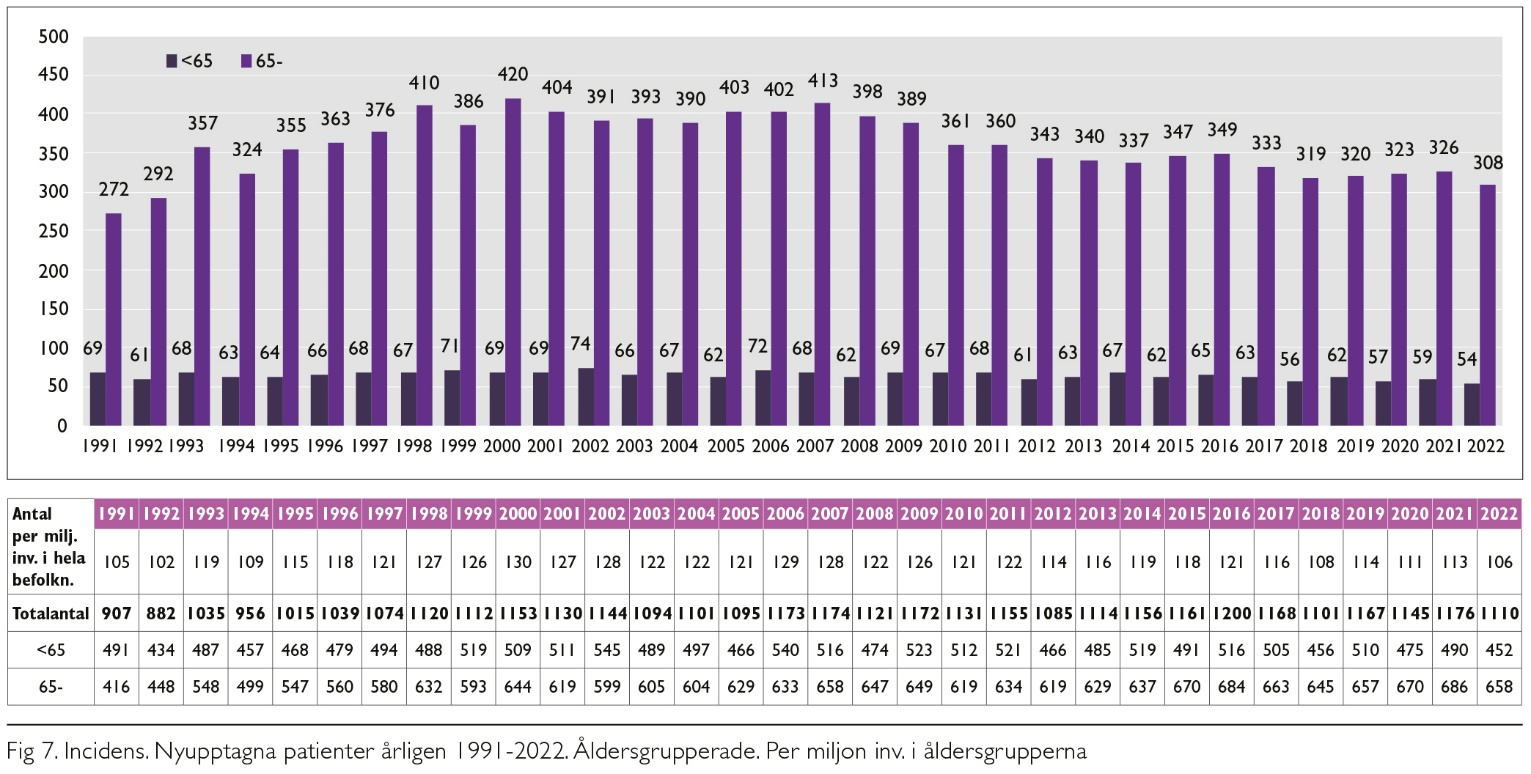 500
450
400
350
300
250
200
150
100
50
0
<65 65-
272 292 357 324 355 363 376 410 386 420 404 391 393 390 403 402 413 398 389 361 360 343 340 337 347 349 333 319 320 323 326 308
69 61 68 63 64 66 68 67 71 69 69 74 66 67 62 72 68 62 69 67 68 61 63 67 62 65 63 56 62 57 59 54
1991 1992 1993 1994 1995 1996 1997 1998 1999 2000 2001 2002 2003 2004 2005 2006 2007 2008 2009 2010 2011 2012 2013 2014 2015 2016 2017 2018 2019 2020 2021 2022
Antal 1991 1992 1993 1994 1995 1996 1997 1998 1999 2000 2001 2002 2003 2004 2005 2006 2007 2008 2009 2010 2011 2012 2013 2014 2015 2016 2017 2018 2019 2020 2021 2022
per milj.
inv. i hela
befolkn.
105 102 119 109 115 118 121 127 126 130 127 128 122 122 121 129 128 122 126 121 122 114 116 119 118 121 116 108 114 111 113 106
Totalantal 907 882 1035 956 1015 1039 1074 1120 1112 1153 1130 1144 1094 1101 1095 1173 1174 1121 1172 1131 1155 1085 1114 1156 1161 1200 1168 1101 1167 1145 1176 1110
<65 491 434 487 457 468 479 494 488 519 509 511 545 489 497 466 540 516 474 523 512 521 466 485 519 491 516 505 456 510 475 490 452
65- 416 448 548 499 547 560 580 632 593 644 619 599 605 604 629 633 658 647 649 619 634 619 629 637 670 684 663 645 657 670 686 658
Fig 7. Incidens. Nyupptagna patienter årligen 1991-2022. Åldersgrupperade. Per miljon inv. i åldersgrupperna